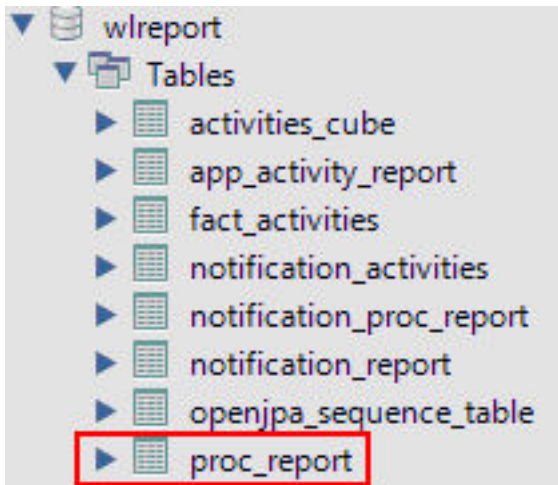 wlreport
Tables
activities_cube
app_activity_report
fact_activities
notification_activities
notification_proc_report
notification_report
openjpa_sequence_table
proc_report